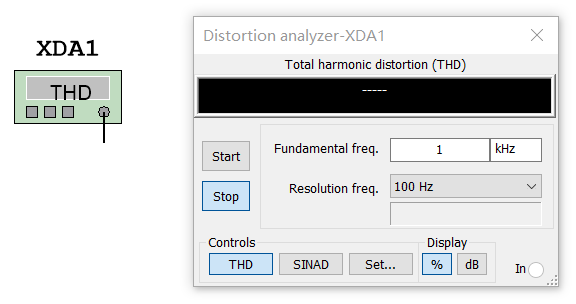 XDA1
THD
Distortion analyzer-XDA1
Total harmonic distortion (THD)
-----
Start
Stop
Fundamental freq. 1 kHz
Resolution freq. 100 Hz
Controls
THD SINAD Set...
Display
% dB
In